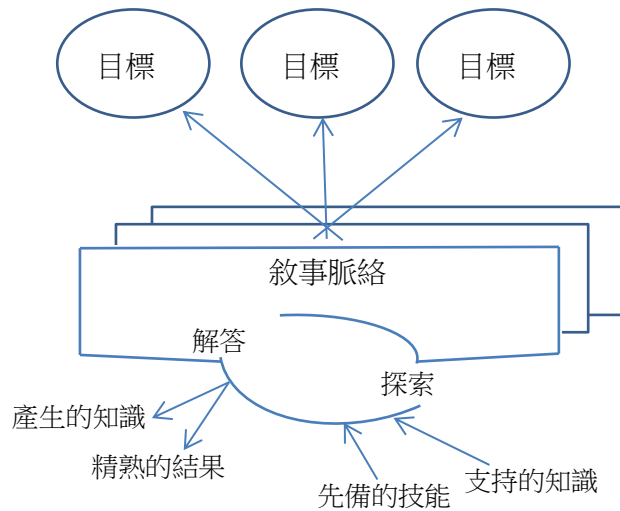 目標
目標
目標
敘事脈絡
解答
探索
產生的知識
精熟的結果
支持的知識
先備的技能